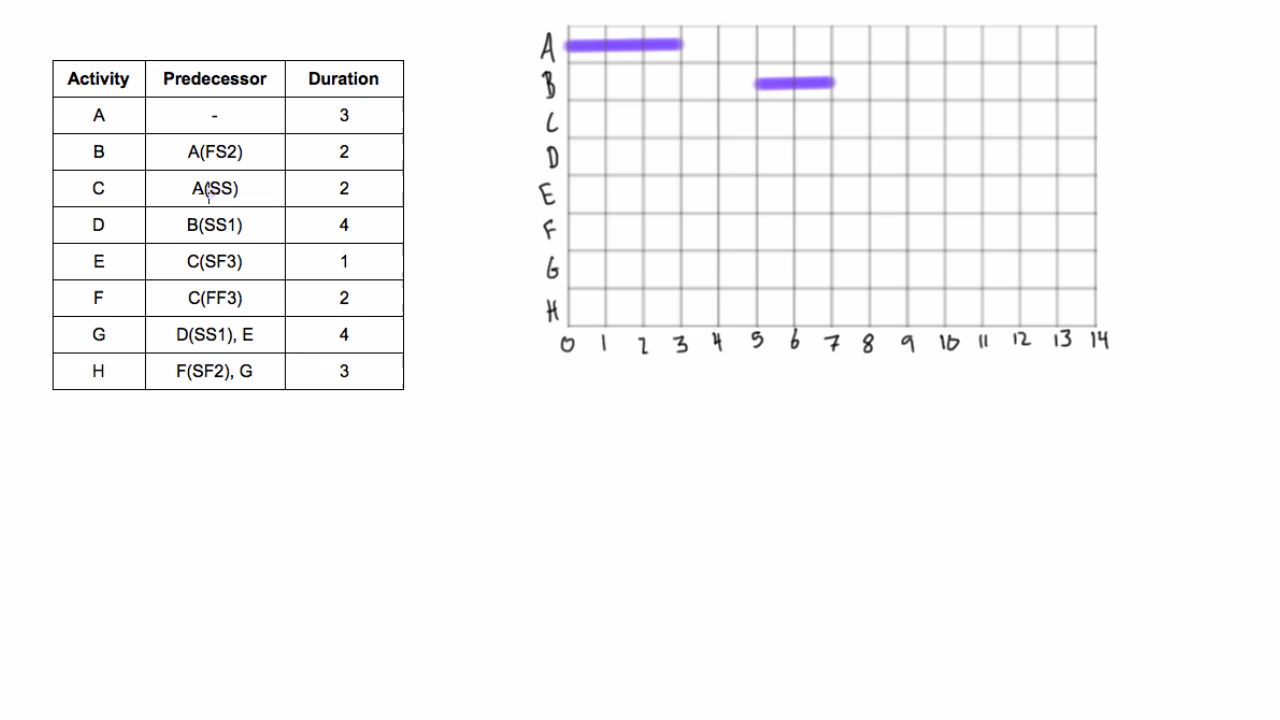 Activity Predecessor Duration
A - 3
B A(FS2) 2
C A(SS) 2
D B(SS1) 4
E C(SF3) 1
F C(FF3) 2
G D(SS1), E 4
H F(SF2), G 3
A
B
C
D
E
F
G
H
0 1 2 3 4 5 6 7 8 9 10 11 12 13 14